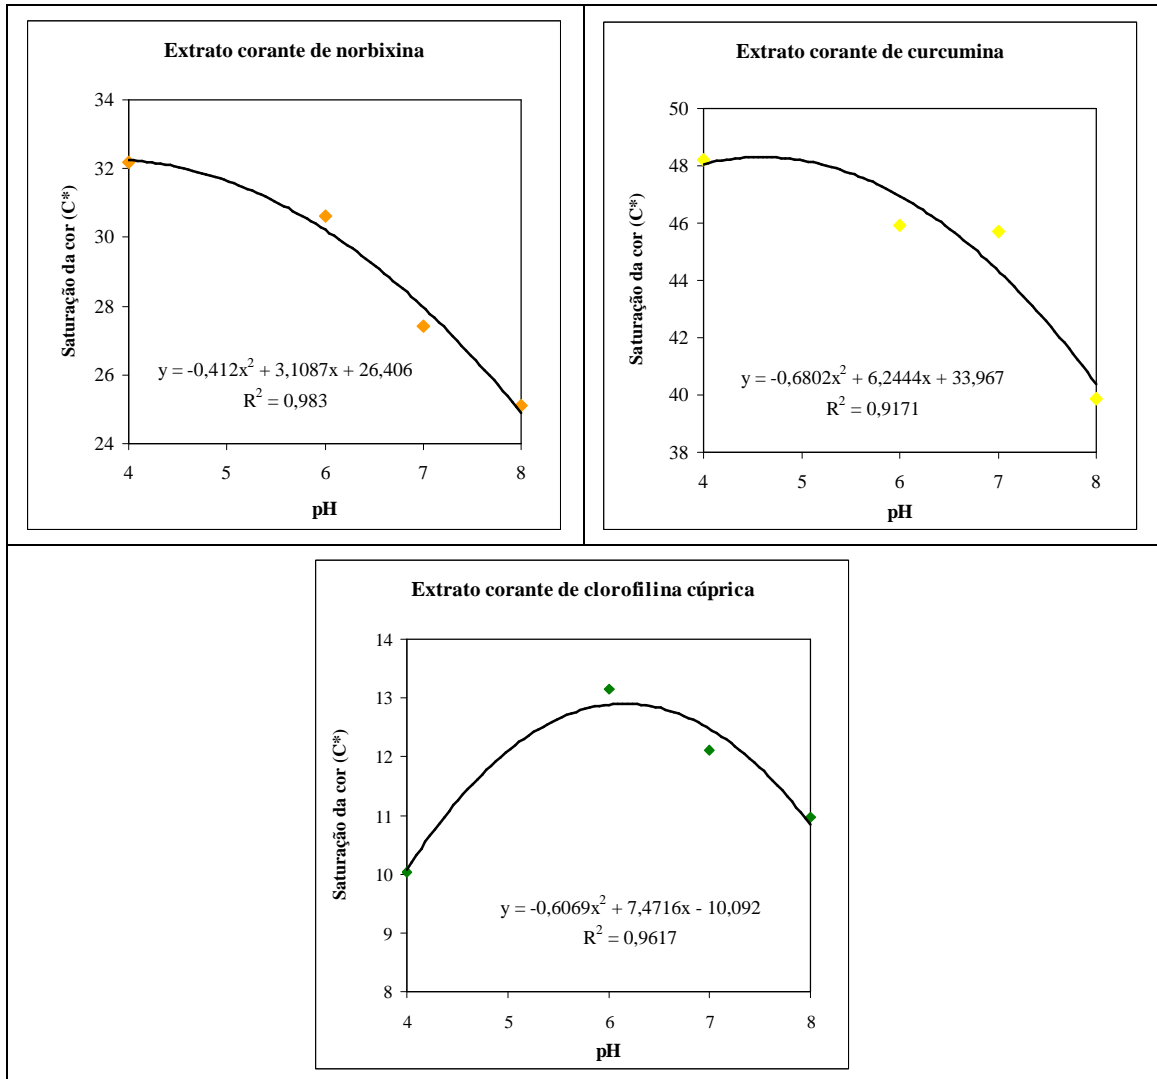 Extrato corante de norbixina
Saturação da cor (C*)
34
32
30
28
26
24
y = -0,412x² + 3,1087x + 26,406
R² = 0,983
4 5 6 7 8
pH
Extrato corante de curcumina
Saturação da cor (C*)
50
48
46
44
42
40
38
y = -0,6802x² + 6,2444x + 33,967
R² = 0,9171
4 5 6 7 8
pH
Extrato corante de clorofilina cúprica
Saturação da cor (C*)
14
13
12
11
10
9
8
y = -0,6069x² + 7,4716x - 10,092
R² = 0,9617
4 5 6 7 8
pH